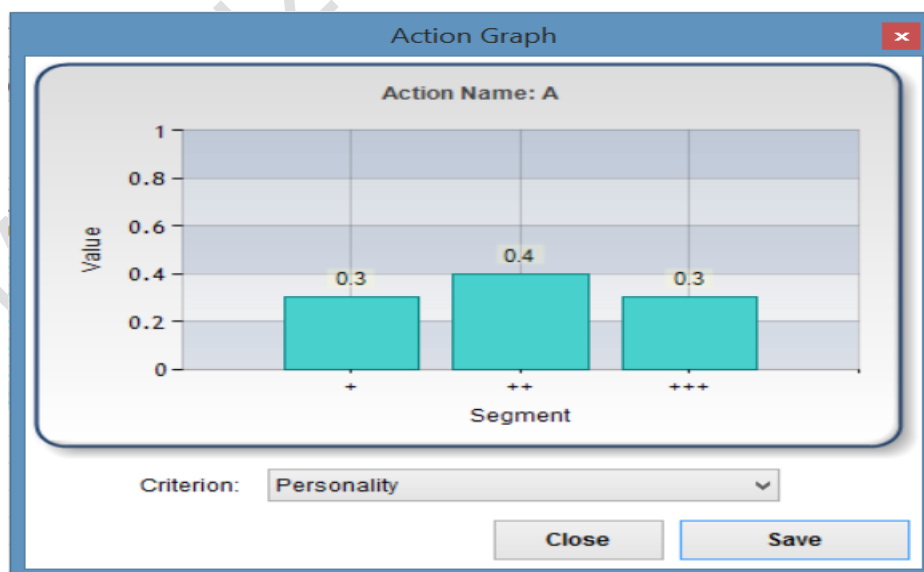 Action Graph
Action Name: A
Value
1
0.8
0.6
0.4
0.2
0
0.3
0.4
0.3
+
++
+++
Segment
Criterion: Personality
Close Save